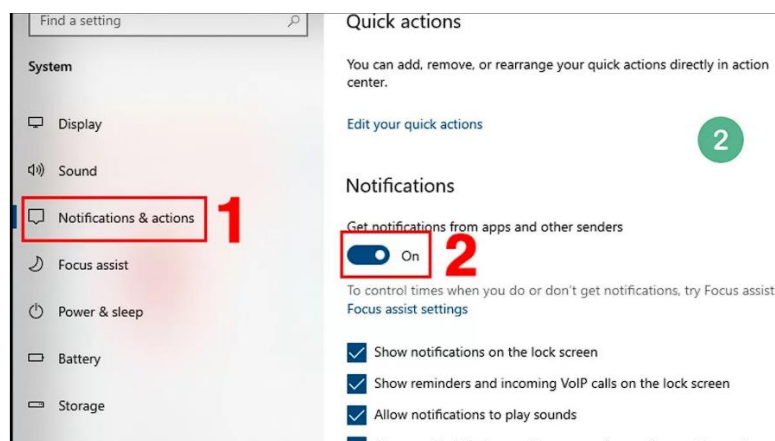 Find a setting
System
Display
Sound
Notifications & actions
1
Focus assist
Power & sleep
Battery
Storage
Quick actions
You can add, remove, or rearrange your quick actions directly in action
center.
Edit your quick actions
2
Notifications
Get notifications from apps and other senders
On
2
To control times when you do or don't get notifications, try Focus assist
Focus assist settings
Show notifications on the lock screen
Show reminders and incoming VoIP calls on the lock screen
Allow notifications to play sounds